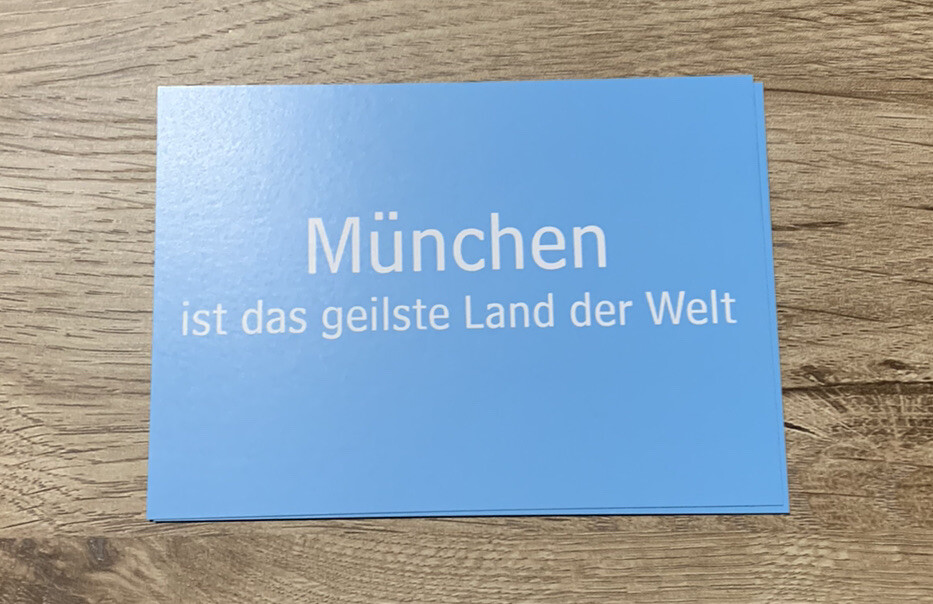 München
ist das geilste Land der Welt